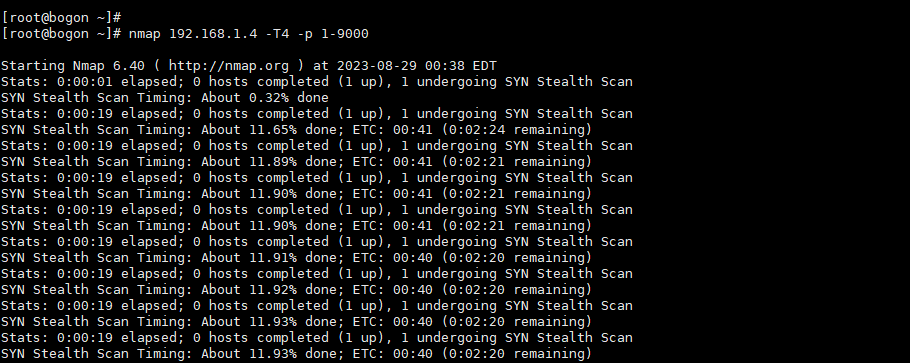 [root@bogon ~]#
[root@bogon ~]# nmap 192.168.1.4 -T4 -p 1-9000
Starting Nmap 6.40 ( http://nmap.org ) at 2023-08-29 00:38 EDT
Stats: 0:00:01 elapsed; 0 hosts completed (1 up), 1 undergoing SYN Stealth Scan
SYN Stealth Scan Timing: About 0.32% done
Stats: 0:00:19 elapsed; 0 hosts completed (1 up), 1 undergoing SYN Stealth Scan
SYN Stealth Scan Timing: About 11.65% done; ETC: 00:41 (0:02:24 remaining)
Stats: 0:00:19 elapsed; 0 hosts completed (1 up), 1 undergoing SYN Stealth Scan
SYN Stealth Scan Timing: About 11.89% done; ETC: 00:41 (0:02:21 remaining)
Stats: 0:00:19 elapsed; 0 hosts completed (1 up), 1 undergoing SYN Stealth Scan
SYN Stealth Scan Timing: About 11.90% done; ETC: 00:41 (0:02:21 remaining)
Stats: 0:00:19 elapsed; 0 hosts completed (1 up), 1 undergoing SYN Stealth Scan
SYN Stealth Scan Timing: About 11.90% done; ETC: 00:41 (0:02:21 remaining)
Stats: 0:00:19 elapsed; 0 hosts completed (1 up), 1 undergoing SYN Stealth Scan
SYN Stealth Scan Timing: About 11.91% done; ETC: 00:40 (0:02:20 remaining)
Stats: 0:00:19 elapsed; 0 hosts completed (1 up), 1 undergoing SYN Stealth Scan
SYN Stealth Scan Timing: About 11.92% done; ETC: 00:40 (0:02:20 remaining)
Stats: 0:00:19 elapsed; 0 hosts completed (1 up), 1 undergoing SYN Stealth Scan
SYN Stealth Scan Timing: About 11.93% done; ETC: 00:40 (0:02:20 remaining)
Stats: 0:00:19 elapsed; 0 hosts completed (1 up), 1 undergoing SYN Stealth Scan
SYN Stealth Scan Timing: About 11.93% done; ETC: 00:40 (0:02:20 remaining)